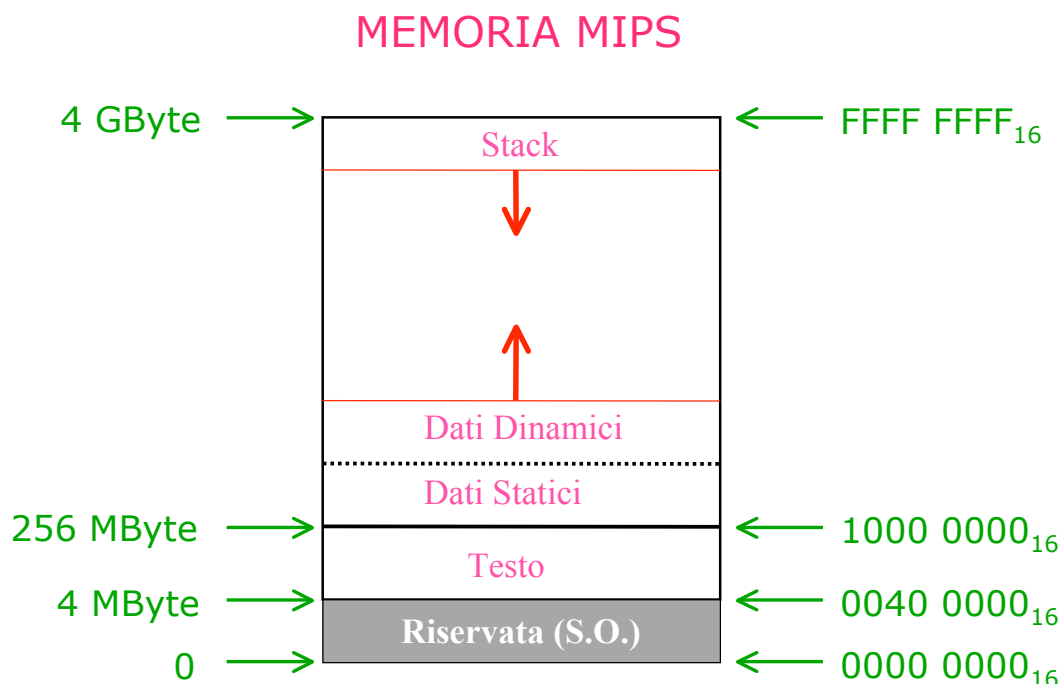 MEMORIA MIPS
4 GByte
Stack
FFFF FFFF16
Dati Dinamici
Dati Statici
256 MByte
1000 000016
Testo
4 MByte
0040 000016
Riservata (S.O.)
0
0000 000016